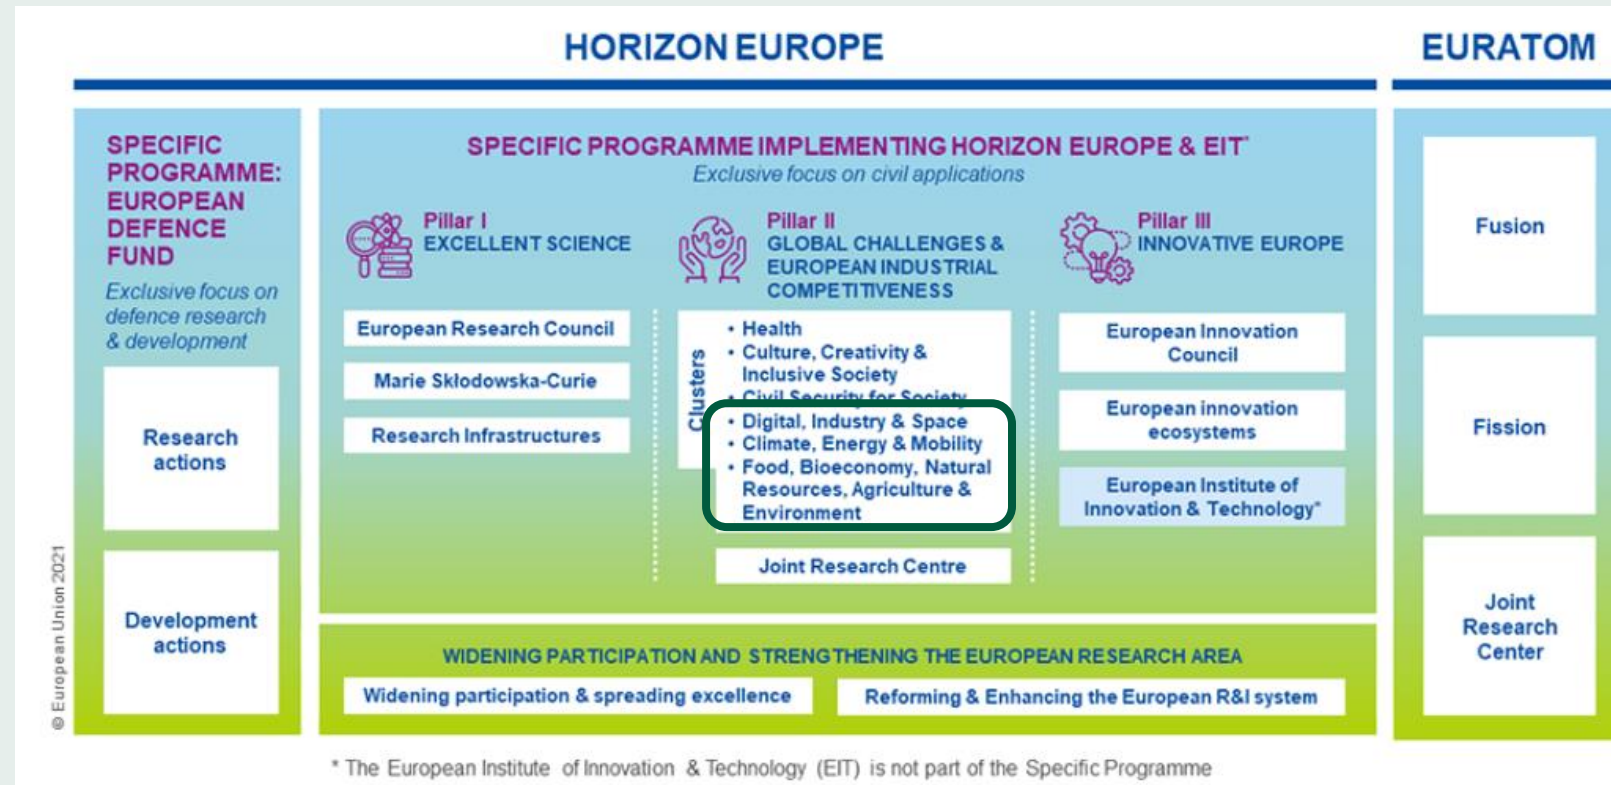 HORIZON EUROPE
EURATOM
SPECIFIC
PROGRAMME:
EUROPEAN
DEFENCE
FUND
Exclusive focus on
defence research
& development
Research
actions
Development
actions
SPECIFIC PROGRAMME IMPLEMENTING HORIZON EUROPE & EIT*
Exclusive focus on civil applications
Pillar I
EXCELLENT SCIENCE
European Research Council
Marie Skłodowska-Curie
Research Infrastructures
Pillar II
GLOBAL CHALLENGES &
EUROPEAN INDUSTRIAL
COMPETITIVENESS
Clusters
• Health
• Culture, Creativity &
Inclusive Society
• Civil Security for Society
• Digital, Industry & Space
• Climate, Energy & Mobility
• Food, Bioeconomy, Natural
Resources, Agriculture &
Environment
Joint Research Centre
Pillar III
INNOVATIVE EUROPE
European Innovation
Council
European innovation
ecosystems
European Institute of
Innovation & Technology*
WIDENING PARTICIPATION AND STRENGTHENING THE EUROPEAN RESEARCH AREA
Widening participation & spreading excellence
Reforming & Enhancing the European R&I system
Fusion
Fission
Joint
Research
Center
© European Union 2021
* The European Institute of Innovation & Technology (EIT) is not part of the Specific Programme